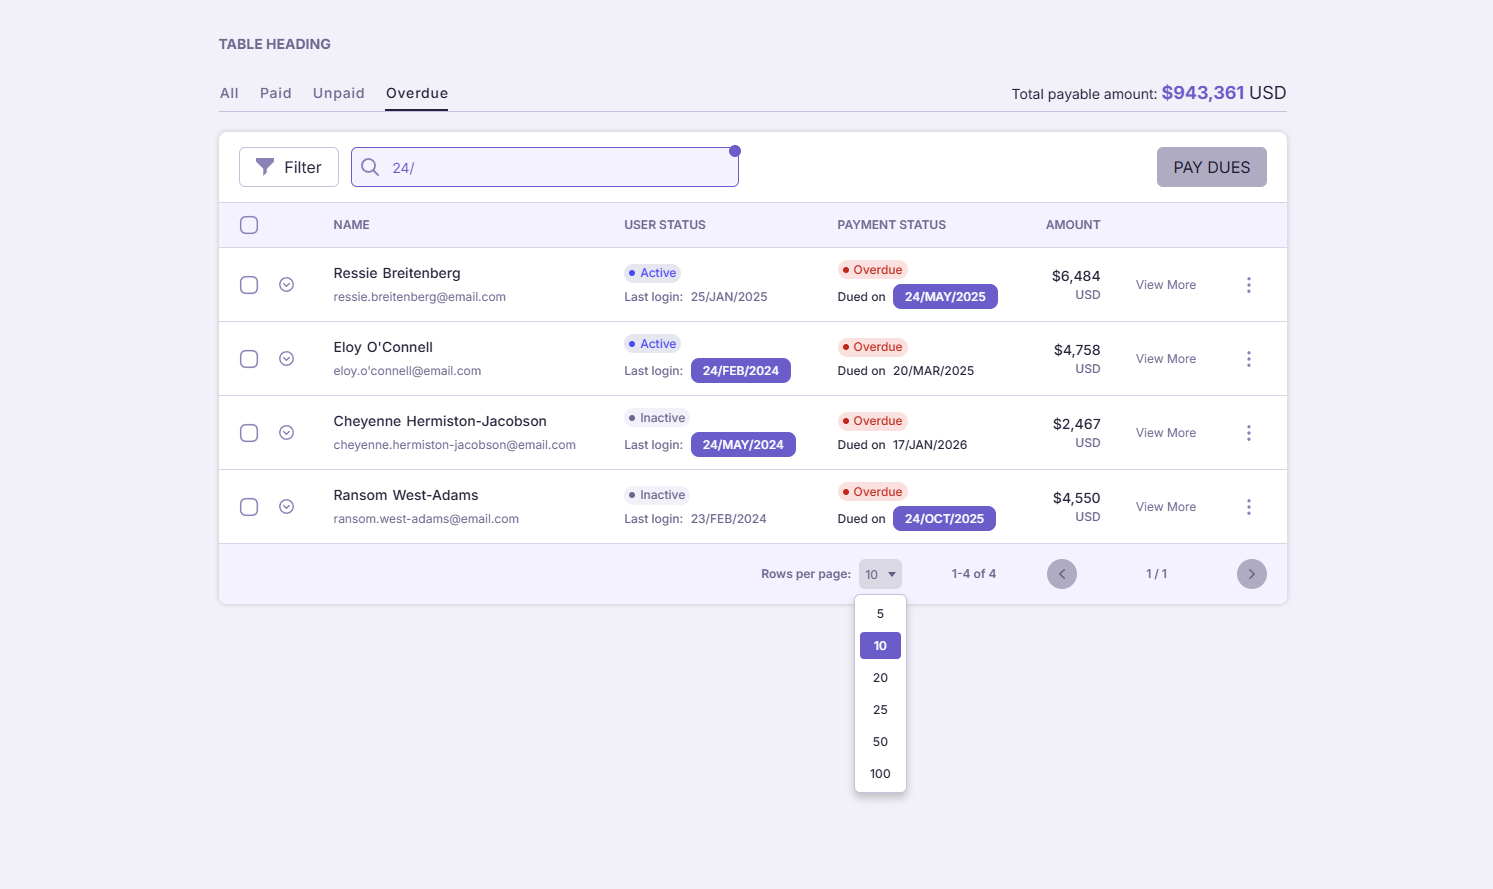 TABLE HEADING
All Paid Unpaid Overdue
Total payable amount: $943,361 USD
Filter
24/
PAY DUES
NAME USER STATUS PAYMENT STATUS AMOUNT
Ressie Breitenberg Active Overdue $6,484
ressie.breitenberg@email.com Last login: 25/JAN/2025 Dued on 24/MAY/2025 USD View More
Eloy O'Connell Active Overdue $4,758
eloy.o'connell@email.com Last login: 24/FEB/2024 Dued on 20/MAR/2025 USD View More
Cheyenne Hermiston-Jacobson Inactive Overdue $2,467
cheyenne.hermiston-jacobson@email.com Last login: 24/MAY/2024 Dued on 17/JAN/2026 USD View More
Ransom West-Adams Inactive Overdue $4,550
ransom.west-adams@email.com Last login: 23/FEB/2024 Dued on 24/OCT/2025 USD View More
Rows per page: 10 1-4 of 4 1 / 1
5
10
20
25
50
100